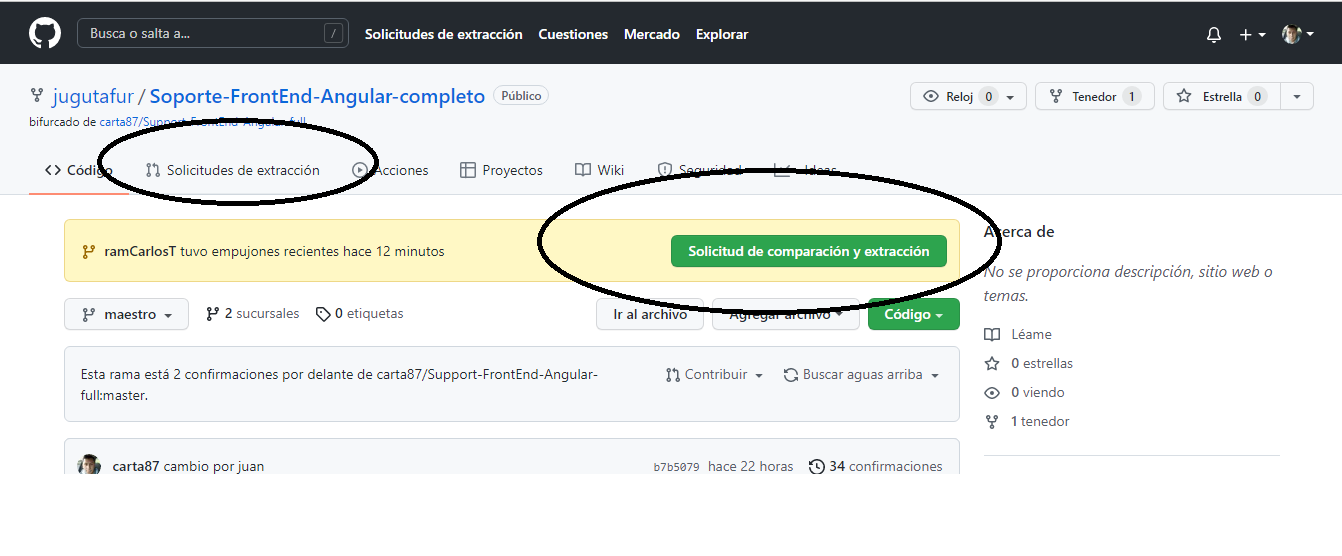 Busca o salta a... /
Solicitudes de extracción Cuestiones Mercado Explorar
jugutafur / Soporte-FrontEnd-Angular-completo Público
Reloj 0 Tenedor 1 Estrella 0
bifurcado de carta87/Support-FrontEnd-Angular-full
Código Solicitudes de extracción Acciones Proyectos Wiki Seguridad Ideas
ramCarlosT tuvo empujones recientes hace 12 minutos Solicitud de comparación y extracción
maestro 2 sucursales 0 etiquetas Ir al archivo Agregar archivo Código
Esta rama está 2 confirmaciones por delante de carta87/Support-FrontEnd-Angular-
full:master.
Contribuir Buscar aguas arriba
carta87 cambio por juan b7b5079 hace 22 horas 34 confirmaciones
Acerca de
No se proporciona descripción, sitio web o
temas.
Léame
0 estrellas
0 viendo
1 tenedor